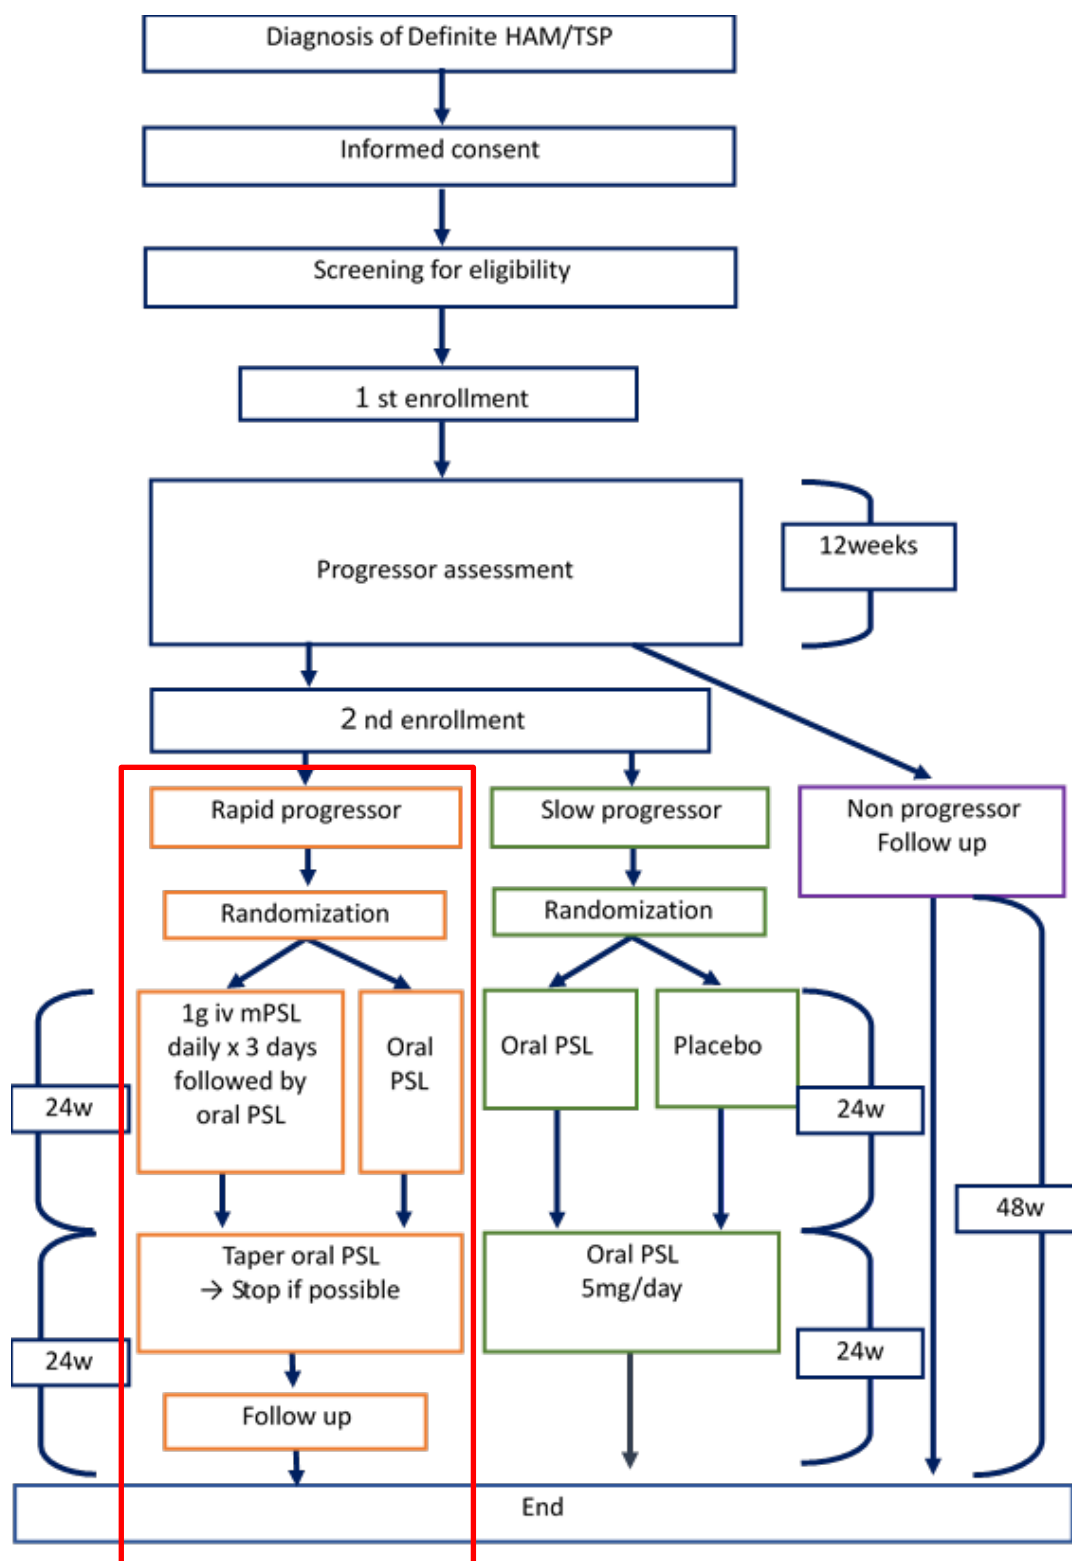 Diagnosis of Definite HAM/TSP
Informed consent
Screening for eligibility
1 st enrollment
Progressor assessment
12weeks
2 nd enrollment
Rapid progressor
Slow progressor
Non progressor
Follow up
Randomization
Randomization
1g iv mPSL
daily x 3 days
followed by
oral PSL
Oral
PSL
Oral PSL
Placebo
24w
24w
48w
Taper oral PSL
→ Stop if possible
Oral PSL
5mg/day
24w
24w
Follow up
End